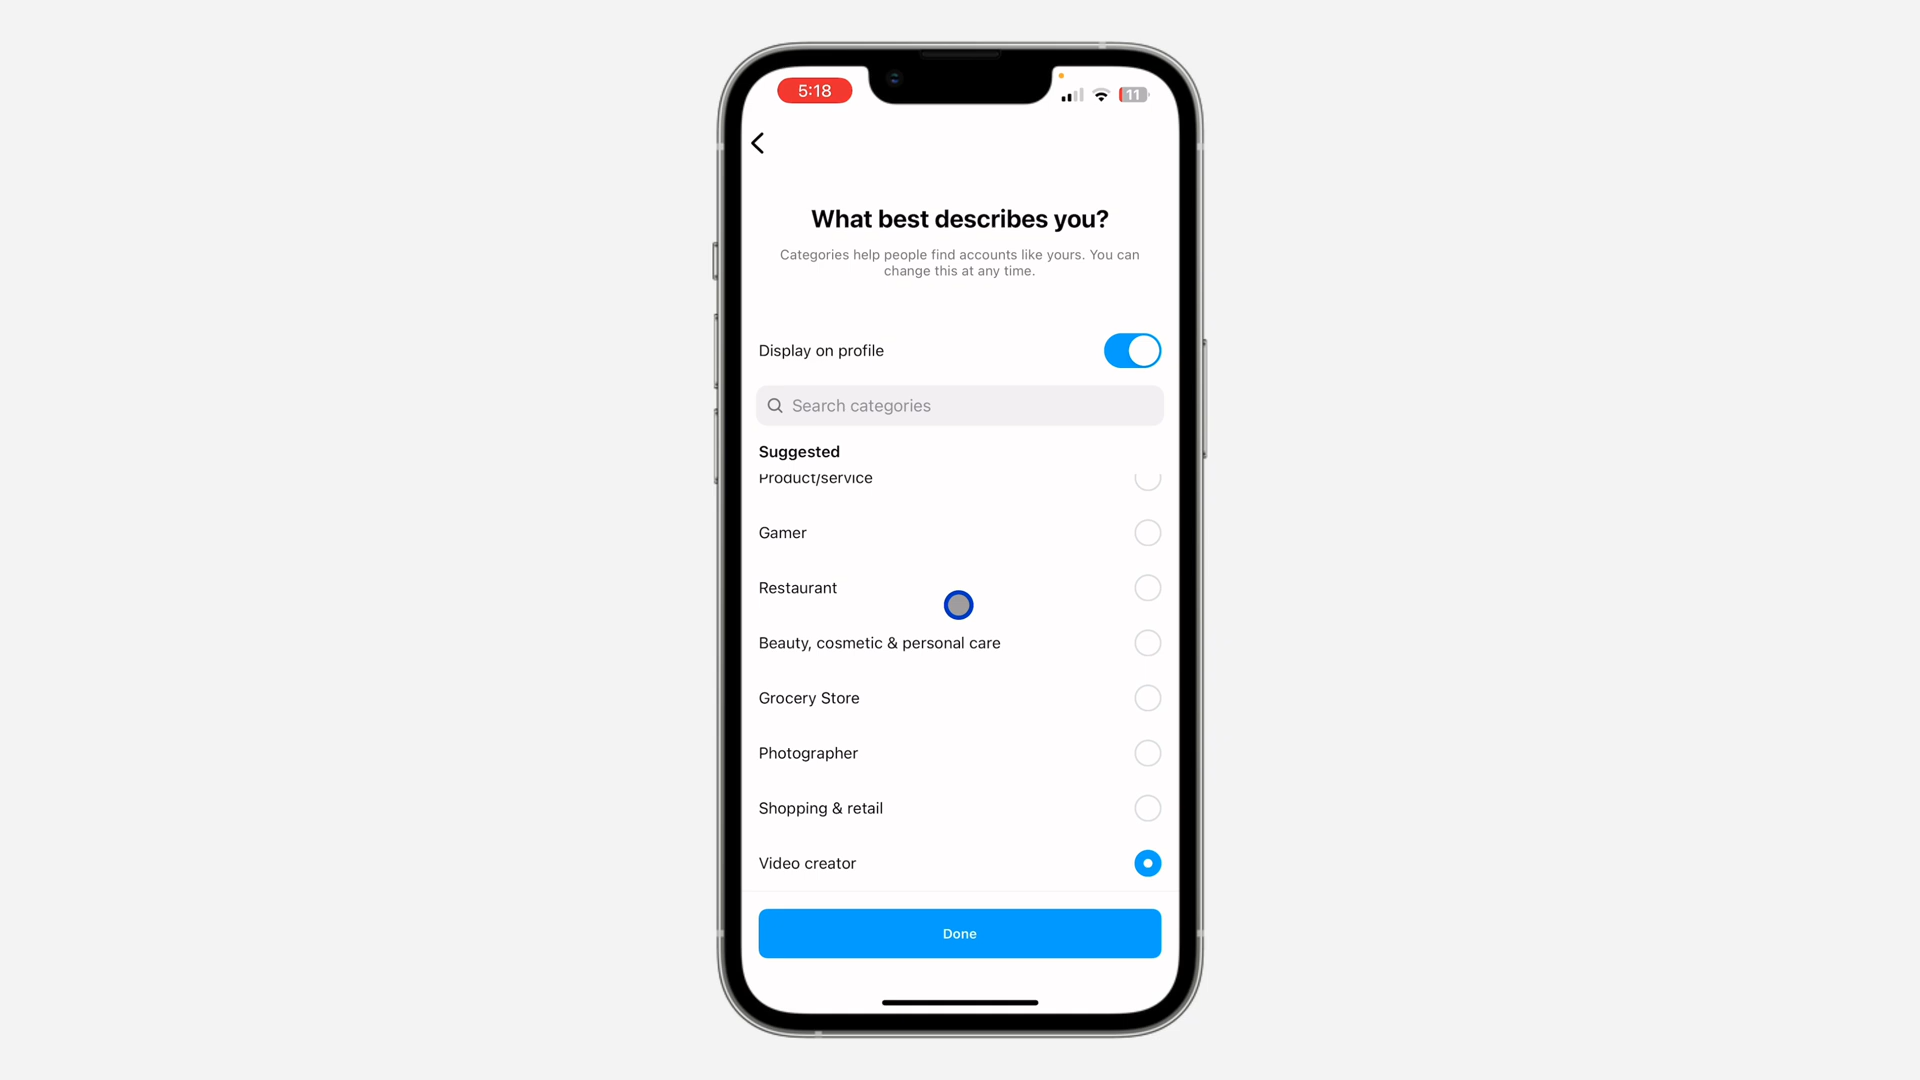 5:18
11
What best describes you?
Categories help people find accounts like yours. You can
change this at any time.
Display on profile
Search categories
Suggested
Product/service
Gamer
Restaurant
Beauty, cosmetic & personal care
Grocery Store
Photographer
Shopping & retail
Video creator
Done